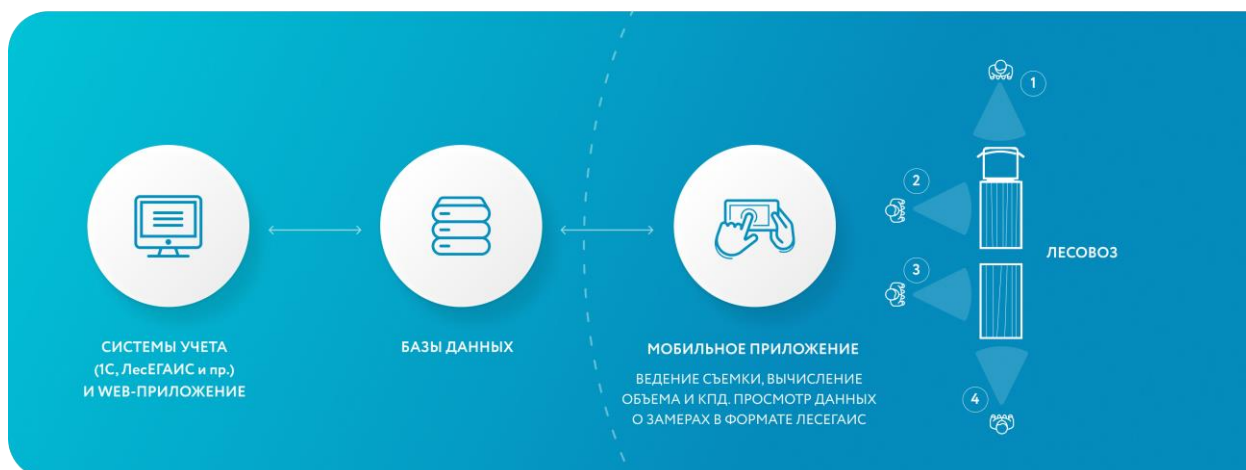 СИСТЕМЫ УЧЕТА
(1С, ЛесЕГАИС и пр.)
И WEB-ПРИЛОЖЕНИЕ
БАЗЫ ДАННЫХ
МОБИЛЬНОЕ ПРИЛОЖЕНИЕ
ВЕДЕНИЕ СЪЕМКИ, ВЫЧИСЛЕНИЕ
ОБЪЕМА И КПД. ПРОСМОТР ДАННЫХ
О ЗАМЕРАХ В ФОРМАТЕ ЛЕСЕГАИС
1
2
3
4
ЛЕСОВОЗ